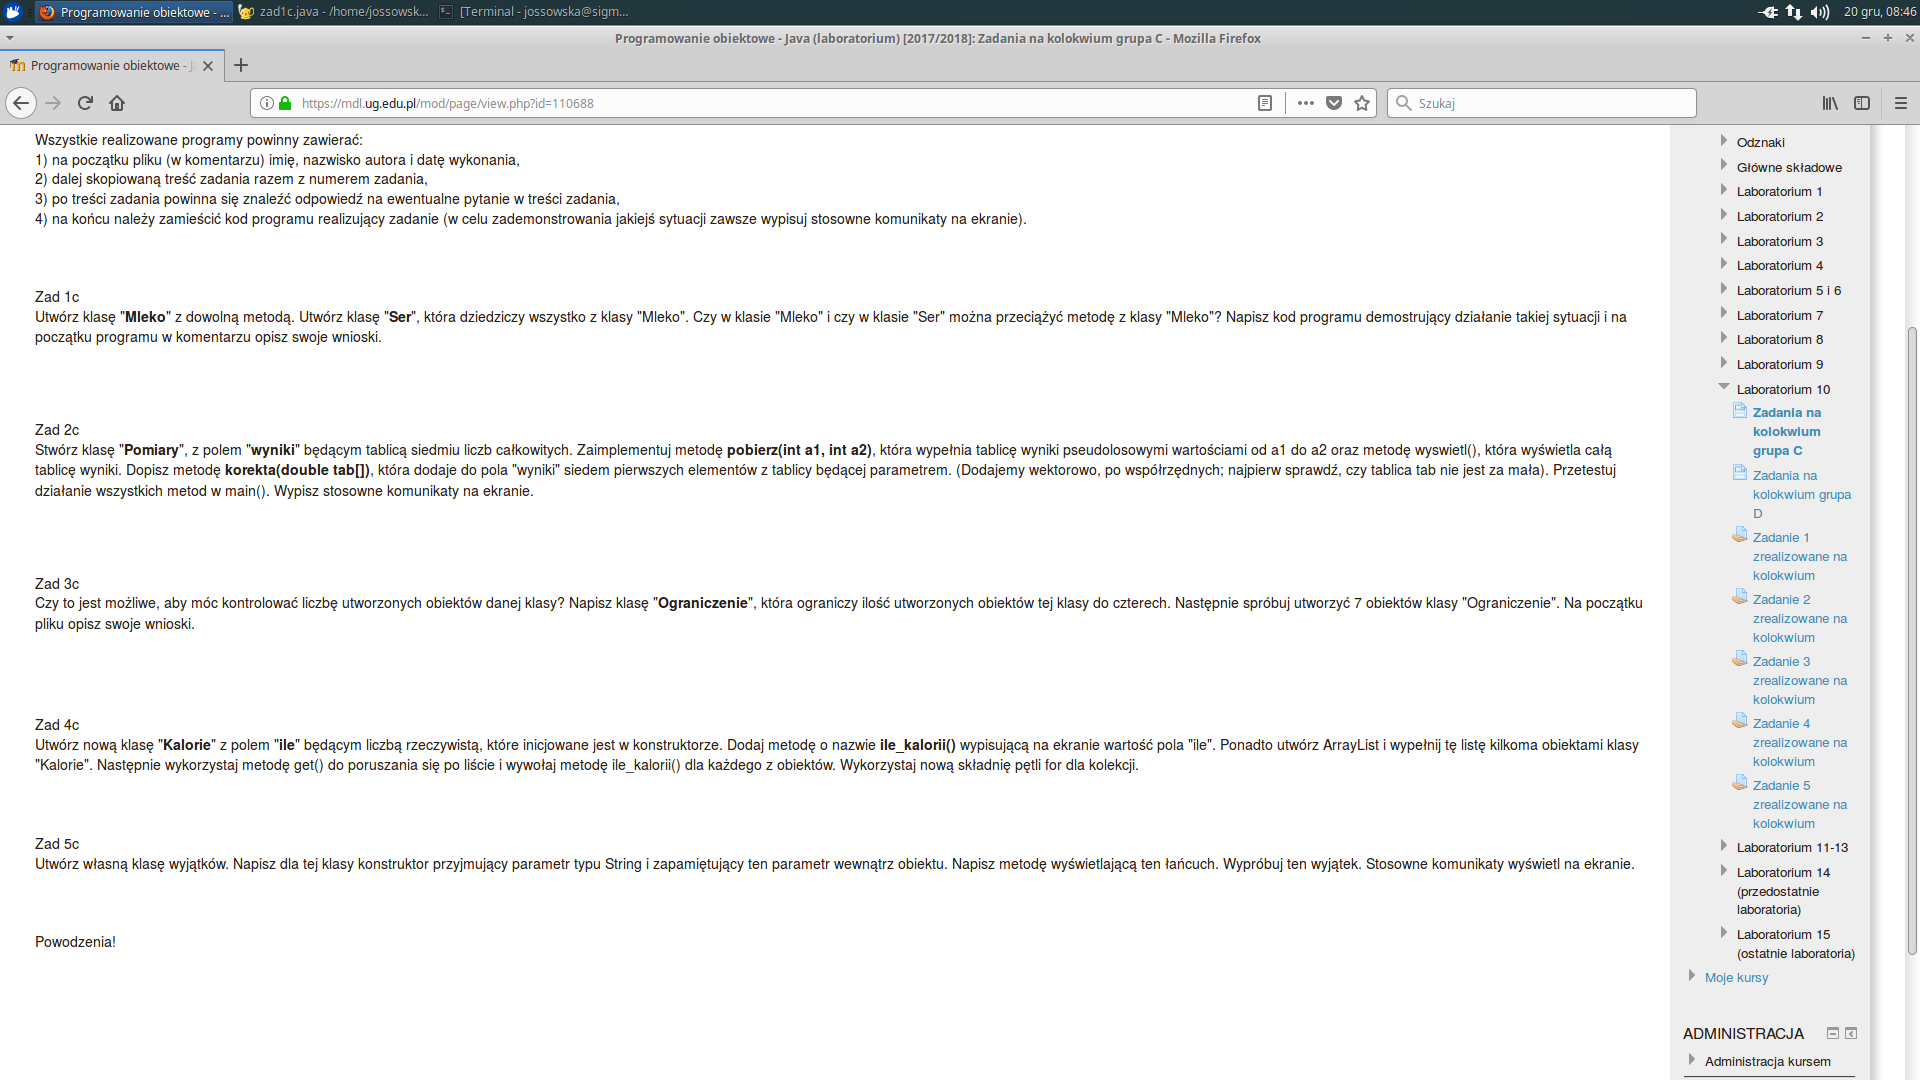 Programowanie obiektowe - ...
zad1c.java - /home/jossowsk...
[Terminal - jossowska@sigm...
20 gru, 08:46
Programowanie obiektowe - Java (laboratorium) [2017/2018]: Zadania na kolokwium grupa C - Mozilla Firefox
Programowanie obiektowe - J
https://mdl.ug.edu.pl/mod/page/view.php?id=110688
Szukaj
Wszystkie realizowane programy powinny zawierać:
1) na początku pliku (w komentarzu) imię, nazwisko autora i datę wykonania,
2) dalej skopiowaną treść zadania razem z numerem zadania,
3) po treści zadania powinna się znaleźć odpowiedź na ewentualne pytanie w treści zadania,
4) na końcu należy zamieścić kod programu realizujący zadanie (w celu zademonstrowania jakiejś sytuacji zawsze wypisuj stosowne komunikaty na ekranie).
Zad 1c
Utwórz klasę "Mleko" z dowolną metodą. Utwórz klasę "Ser", która dziedziczy wszystko z klasy "Mleko". Czy w klasie "Mleko" i czy w klasie "Ser" można przeciążyć metodę z klasy "Mleko"? Napisz kod programu demostrujący działanie takiej sytuacji i na
początku programu w komentarzu opisz swoje wnioski.
Zad 2c
Stwórz klasę "Pomiary", z polem "wyniki" będącym tablicą siedmiu liczb całkowitych. Zaimplementuj metodę pobierz(int a1, int a2), która wypełnia tablicę wyniki pseudolosowymi wartościami od a1 do a2 oraz metodę wyswietl(), która wyświetla całą
tablicę wyniki. Dopisz metodę korekta(double tab[]), która dodaje do pola "wyniki" siedem pierwszych elementów z tablicy będącej parametrem. (Dodajemy wektorowo, po współrzędnych; najpierw sprawdź, czy tablica tab nie jest za mała). Przetestuj
działanie wszystkich metod w main(). Wypisz stosowne komunikaty na ekranie.
Zad 3c
Czy to jest możliwe, aby móc kontrolować liczbę utworzonych obiektów danej klasy? Napisz klasę "Ograniczenie", która ograniczy ilość utworzonych obiektów tej klasy do czterech. Następnie spróbuj utworzyć 7 obiektów klasy "Ograniczenie". Na początku
pliku opisz swoje wnioski.
Zad 4c
Utwórz nową klasę "Kalorie" z polem "ile" będącym liczbą rzeczywistą, które inicjowane jest w konstruktorze. Dodaj metodę o nazwie ile_kalorii() wypisującą na ekranie wartość pola "ile". Ponadto utwórz ArrayList i wypełnij tę listę kilkoma obiektami klasy
"Kalorie". Następnie wykorzystaj metodę get() do poruszania się po liście i wywołaj metodę ile_kalorii() dla każdego z obiektów. Wykorzystaj nową składnię pętli for dla kolekcji.
Zad 5c
Utwórz własną klasę wyjątków. Napisz dla tej klasy konstruktor przyjmujący parametr typu String i zapamiętujący ten parametr wewnątrz obiektu. Napisz metodę wyświetlającą ten łańcuch. Wypróbuj ten wyjątek. Stosowne komunikaty wyświetl na ekranie.
Powodzenia!
Odznaki
Główne składowe
Laboratorium 1
Laboratorium 2
Laboratorium 3
Laboratorium 4
Laboratorium 5 i 6
Laboratorium 7
Laboratorium 8
Laboratorium 9
Laboratorium 10
Zadania na
kolokwium
grupa C
Zadania na
kolokwium grupa
D
Zadanie 1
zrealizowane na
kolokwium
Zadanie 2
zrealizowane na
kolokwium
Zadanie 3
zrealizowane na
kolokwium
Zadanie 4
zrealizowane na
kolokwium
Zadanie 5
zrealizowane na
kolokwium
Laboratorium 11-13
Laboratorium 14
(przedostatnie
laboratoria)
Laboratorium 15
(ostatnie laboratoria)
Moje kursy
ADMINISTRACJA
Administracja kursem